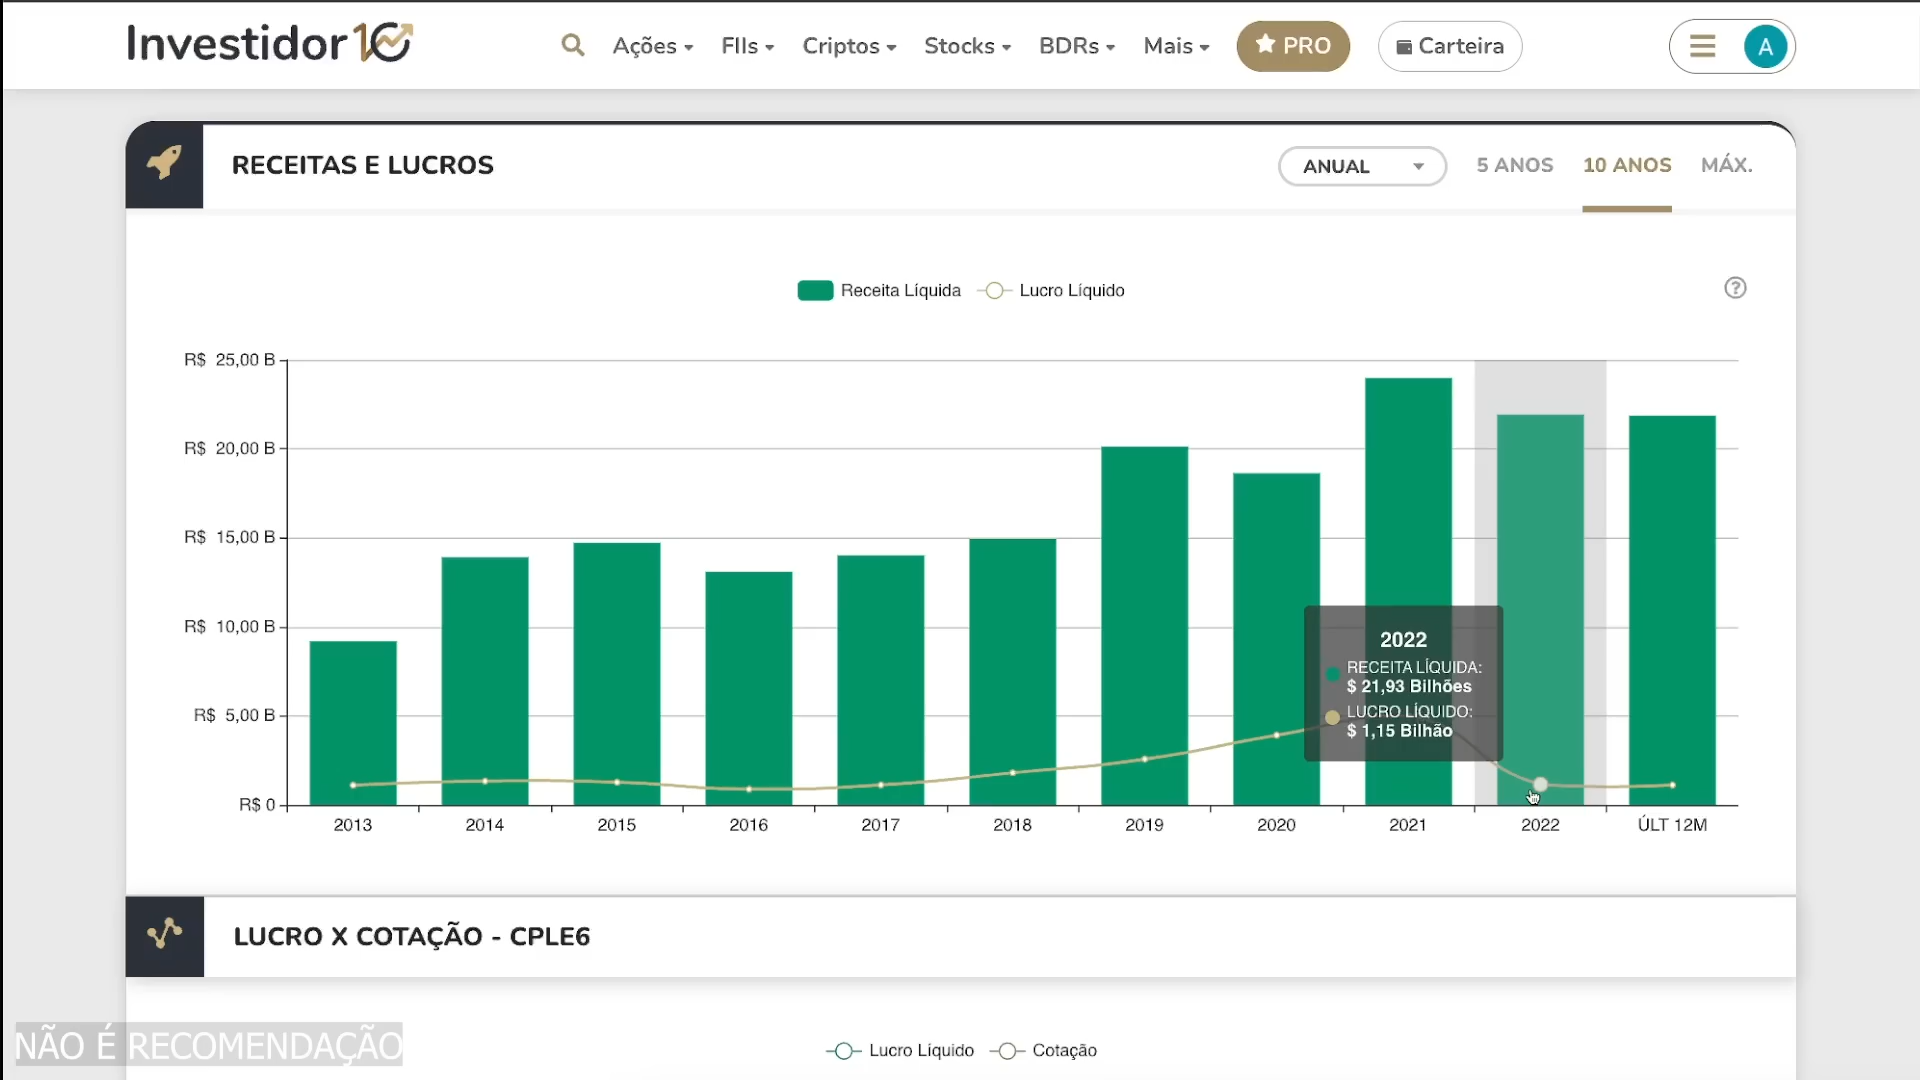 Investidor 10
Ações
FIIs
Criptos
Stocks
BDRs
Mais
PRO
Carteira
A
RECEITAS E LUCROS
ANUAL
5 ANOS
10 ANOS
MÁX.
Receita Líquida
Lucro Líquido
?
R$ 25,00 B
R$ 20,00 B
R$ 15,00 B
R$ 10,00 B
R$ 5,00 B
R$ 0
2022
RECEITA LÍQUIDA:
$ 21,93 Bilhões
LUCRO LÍQUIDO:
$ 1,15 Bilhão
2013
2014
2015
2016
2017
2018
2019
2020
2021
2022
ÚLT 12M
LUCRO X COTAÇÃO - CPLE6
Lucro Líquido
Cotação
NÃO É RECOMENDAÇÃO